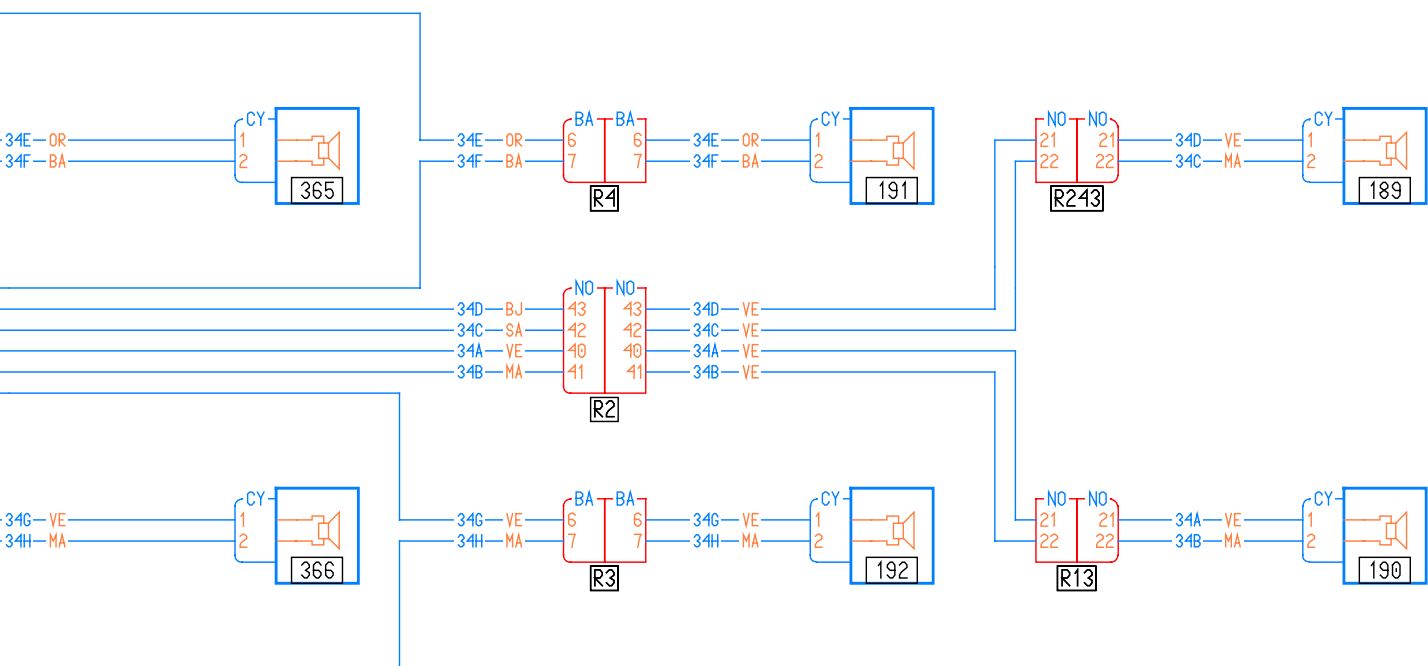 CY BA BA CY NO NO CY
34E OR 1 34E OR 6 6 34E OR 1 21 21 34D VE 1
34F BA 2 34F BA 7 7 34F BA 2 22 22 34C MA 2
365 R4 191 R243 189
NO NO
34D BJ 43 43 34D VE
34C SA 42 42 34C VE
34A VE 40 40 34A VE
34B MA 41 41 34B VE
R2
CY BA BA CY NO NO CY
34G VE 1 34G VE 6 6 34G VE 1 21 21 34A VE 1
34H MA 2 34H MA 7 7 34H MA 2 22 22 34B MA 2
366 R3 192 R13 190